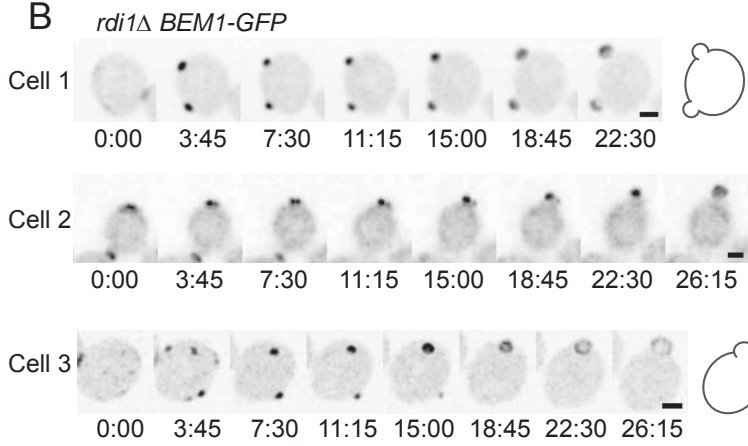 B
rdi1Δ BEM1-GFP
Cell 1
0:00 3:45 7:30 11:15 15:00 18:45 22:30
Cell 2
0:00 3:45 7:30 11:15 15:00 18:45 22:30 26:15
Cell 3
0:00 3:45 7:30 11:15 15:00 18:45 22:30 26:15